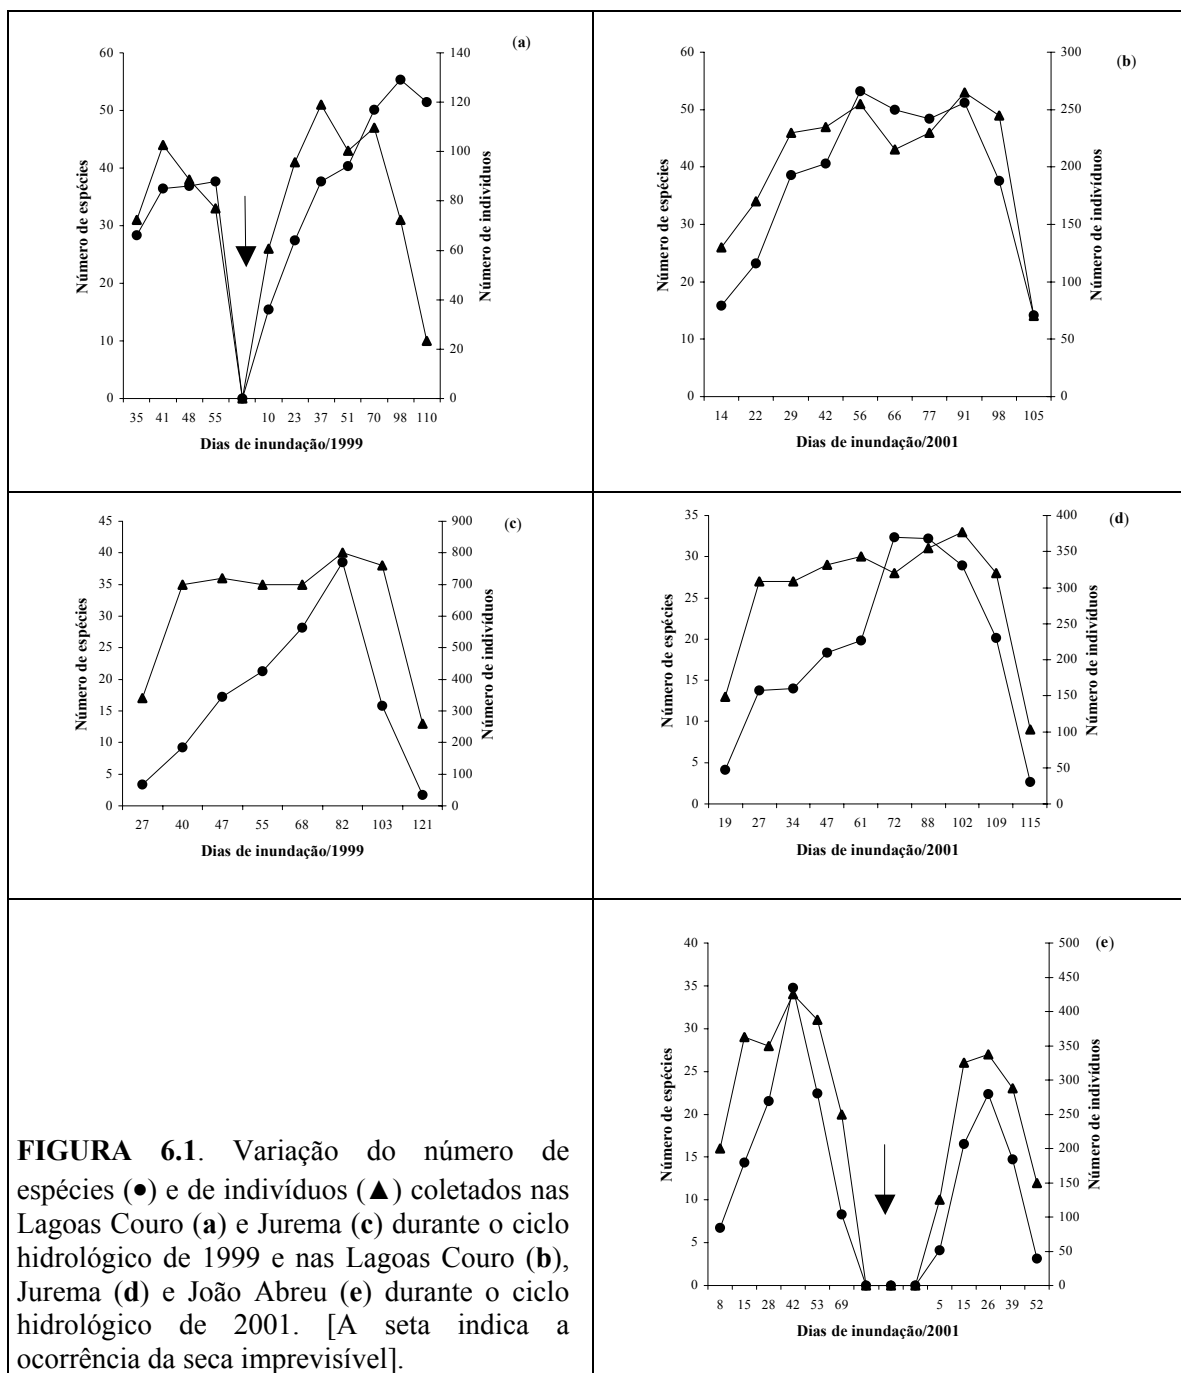 (a)
60
50
40
30
20
10
0
140
120
100
80
60
40
20
0
Número de espécies
Número de indivíduos
35 41 48 55 10 23 37 51 70 98 110
Dias de inundação/1999
(b)
60
50
40
30
20
10
0
300
250
200
150
100
50
0
Número de espécies
Número de indivíduos
14 22 29 42 56 66 77 91 98 105
Dias de inundação/2001
(c)
45
40
35
30
25
20
15
10
5
0
900
800
700
600
500
400
300
200
100
0
Número de espécies
Número de indivíduos
27 40 47 55 68 82 103 121
Dias de inundação/1999
(d)
35
30
25
20
15
10
5
0
400
350
300
250
200
150
100
50
0
Número de espécies
Número de indivíduos
19 27 34 47 61 72 88 102 109 115
Dias de inundação/2001
(e)
40
35
30
25
20
15
10
5
0
500
450
400
350
300
250
200
150
100
50
0
Número de espécies
Número de indivíduos
8 15 28 42 53 69 5 15 26 39 52
Dias de inundação/2001
FIGURA 6.1. Variação do número de
espécies (●) e de indivíduos (▲) coletados nas
Lagoas Couro (a) e Jurema (c) durante o ciclo
hidrológico de 1999 e nas Lagoas Couro (b),
Jurema (d) e João Abreu (e) durante o ciclo
hidrológico de 2001. [A seta indica a
ocorrência da seca imprevisível].